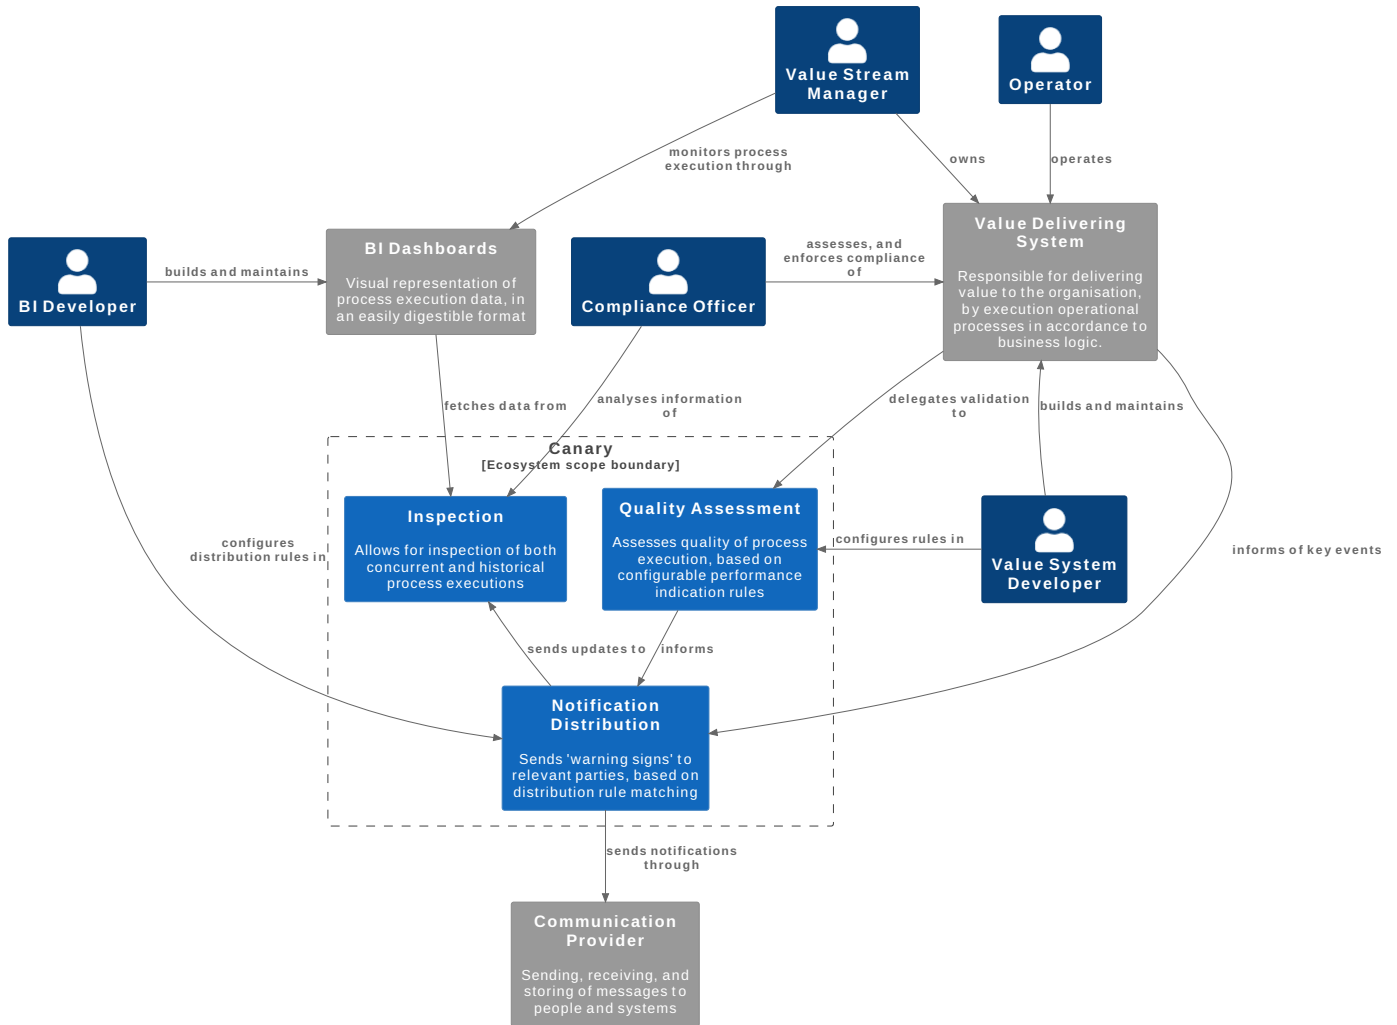 Value Stream
Manager
Operator
monitors process
execution through
owns
operates
BI Developer
builds and maintains
BI Dashboards
Visual representation of
process execution data, in
an easily digestible format
Compliance Officer
assesses, and
enforces compliance
of
Value Delivering
System
Responsible for delivering
value to the organisation,
by execution operational
processes in accordance to
business logic.
fetches data from
analyses information
of
delegates validation
to
builds and maintains
Canary
[Ecosystem scope boundary]
Inspection
Allows for inspection of both
concurrent and historical
process executions
Quality Assessment
Assesses quality of process
execution, based on
configurable performance
indication rules
configures rules in
Value System
Developer
configures
distribution rules in
informs of key events
sends updates to
informs
Notification
Distribution
Sends 'warning signs' to
relevant parties, based on
distribution rule matching
sends notifications
through
Communication
Provider
Sending, receiving, and
storing of messages to
people and systems